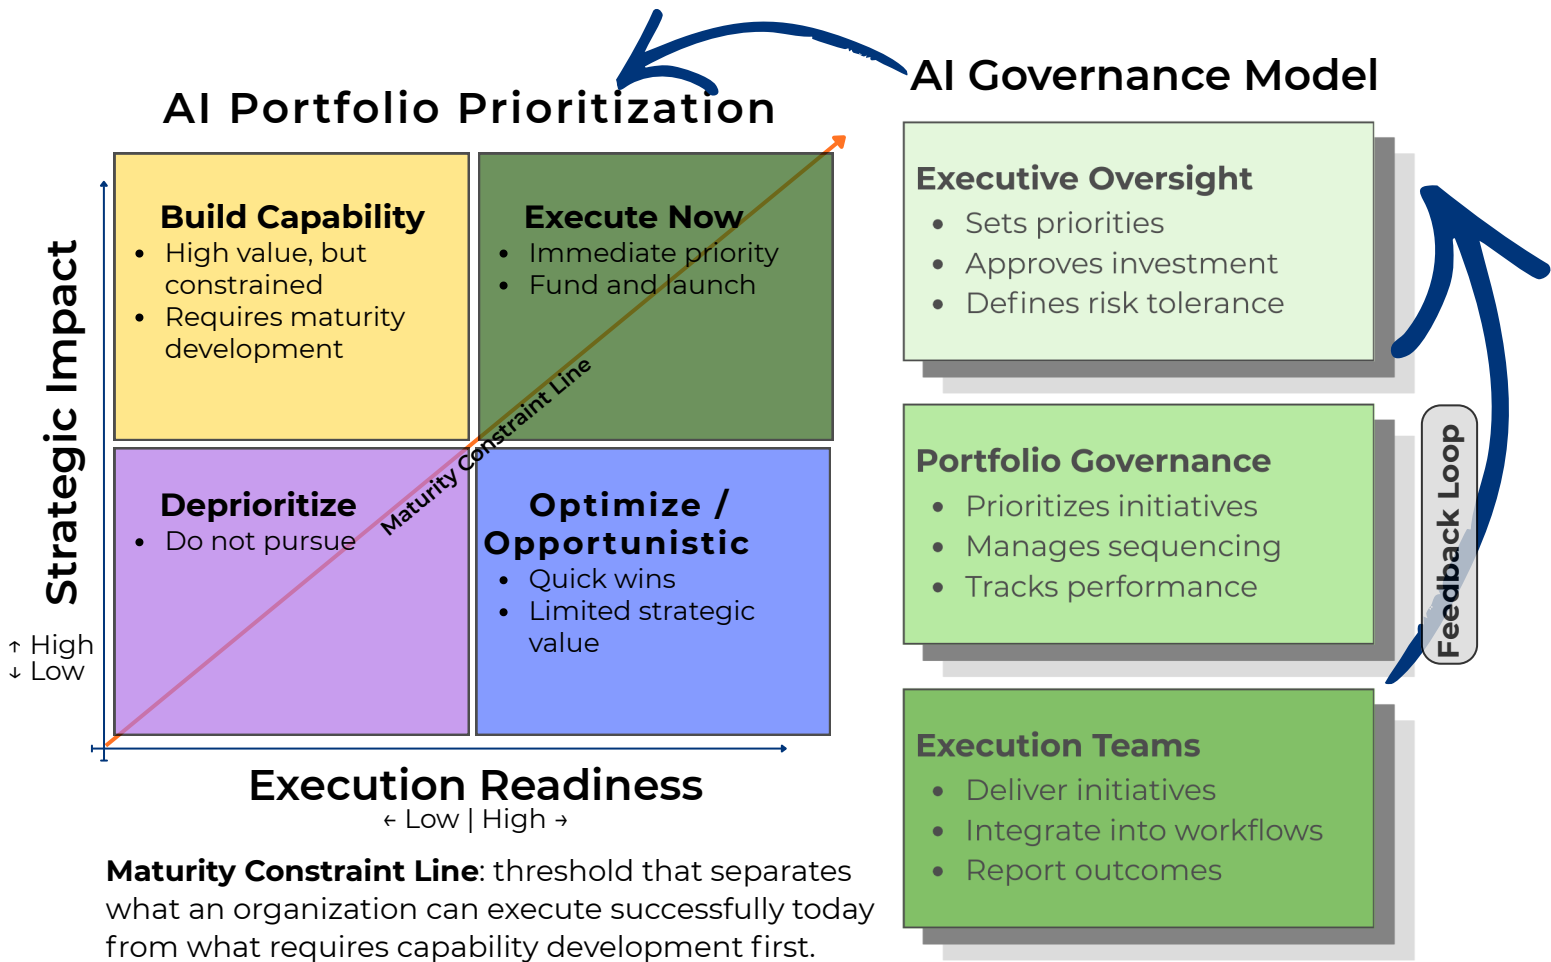 AI Portfolio Prioritization
Strategic Impact
↑ High
↓ Low
Build Capability
• High value, but
constrained
• Requires maturity
development
Execute Now
• Immediate priority
• Fund and launch
Maturity Constraint Line
Deprioritize
• Do not pursue
Optimize /
Opportunistic
• Quick wins
• Limited strategic
value
Execution Readiness
← Low | High →
Maturity Constraint Line: threshold that separates
what an organization can execute successfully today
from what requires capability development first.
AI Governance Model
Executive Oversight
• Sets priorities
• Approves investment
• Defines risk tolerance
Portfolio Governance
• Prioritizes initiatives
• Manages sequencing
• Tracks performance
Execution Teams
• Deliver initiatives
• Integrate into workflows
• Report outcomes
Feedback Loop